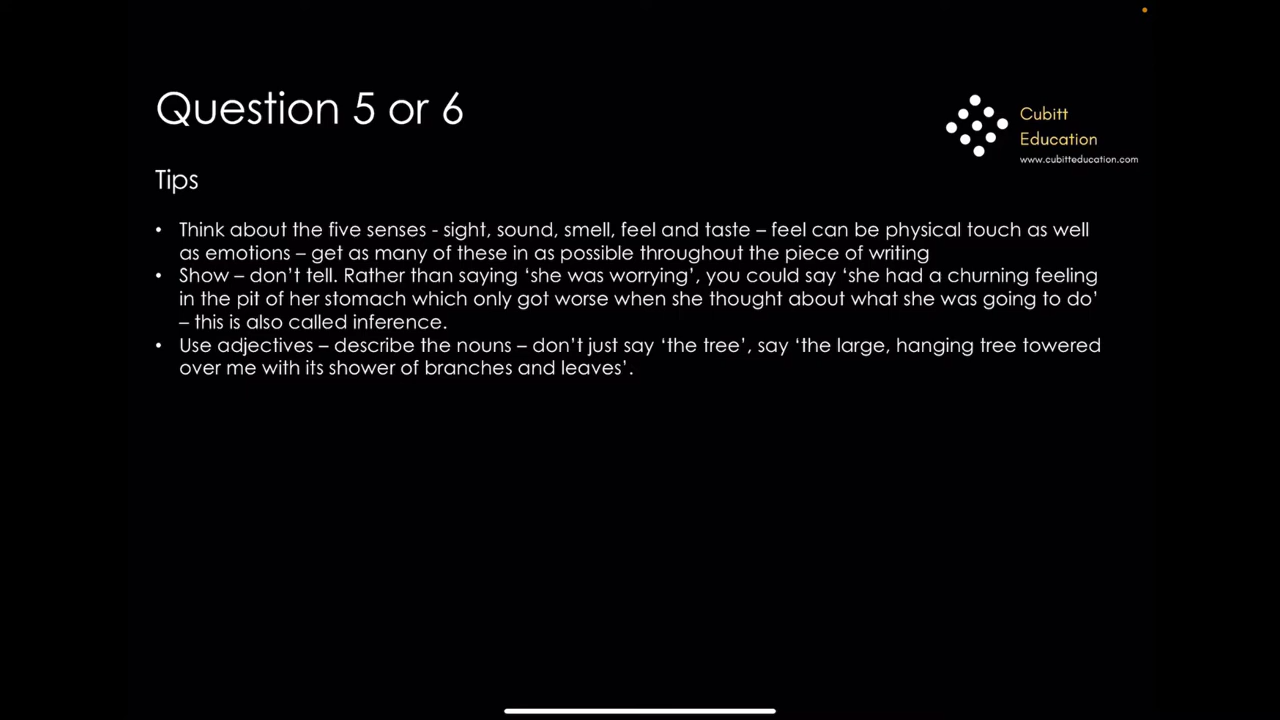 Question 5 or 6
Cubitt
Education
www.cubitteducation.com
Tips
• Think about the five senses - sight, sound, smell, feel and taste – feel can be physical touch as well
as emotions – get as many of these in as possible throughout the piece of writing
• Show – don’t tell. Rather than saying ‘she was worrying’, you could say ‘she had a churning feeling
in the pit of her stomach which only got worse when she thought about what she was going to do’
– this is also called inference.
• Use adjectives – describe the nouns – don’t just say ‘the tree’, say ‘the large, hanging tree towered
over me with its shower of branches and leaves’.